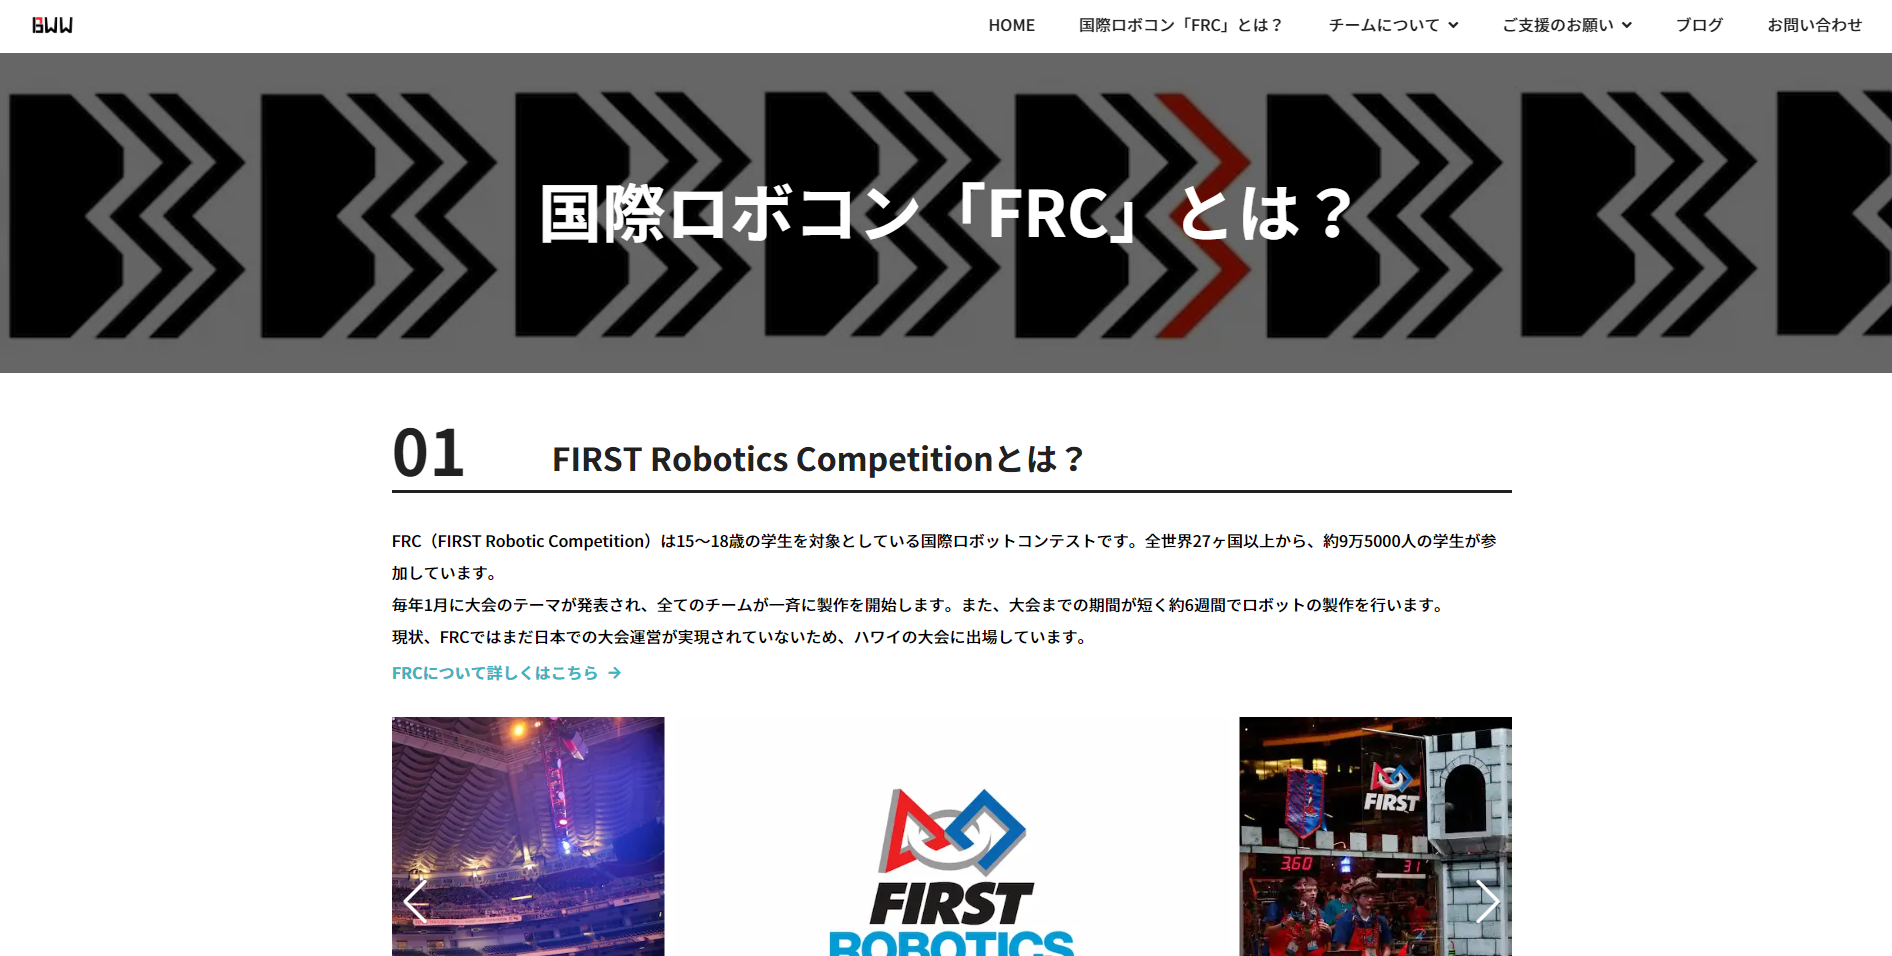 BWW
HOME
国際ロボコン「FRC」とは？
チームについて
ご支援のお願い
ブログ
お問い合わせ
国際ロボコン「FRC」とは？
01
FIRST Robotics Competitionとは？
FRC（FIRST Robotic Competition）は15〜18歳の学生を対象としている国際ロボットコンテストです。全世界27ヶ国以上から、約9万5000人の学生が参
加しています。
毎年1月に大会のテーマが発表され、全てのチームが一斉に製作を開始します。また、大会までの期間が短く約6週間でロボットの製作を行います。
現状、FRCではまだ日本での大会運営が実現されていないため、ハワイの大会に出場しています。
FRCについて詳しくはこちら →
FIRST
ROBOTICS
FIRST
360
31